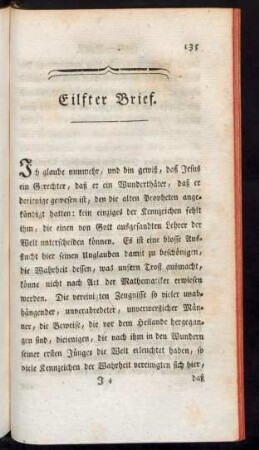 135
Eilfter Brief.
Ich glaube nunmehr, und bin gewiß, daß Jesus
ein Gerechter, daß er ein Wunderthäter, daß er
derjenige gewesen ist, den die alten Propheten ange-
kündigt hatten: kein einziges der Kennzeichen fehlt
ihm, die einen von Gott ausgesandten Lehrer der
Welt unterscheiden können. Es ist eine blosse Aus-
flucht hier seinen Unglauben damit zu beschönigen,
die Wahrheit dessen, was unsern Trost ausmacht,
könne nicht nach Art der Mathematiker erwiesen
werden. Die vereinigten Zeugnisse so vieler unab-
hängender, unverabredeter, unverwerflicher Män-
ner, die Beweise, die vor dem Heilande hergegan-
gen sind, diejenigen, die nach ihm in den Wundern
seiner ersten Jünger die Welt erleuchtet haben, so
viele Kennzeichen der Wahrheit vereinigten sich hier,
J 4 daß